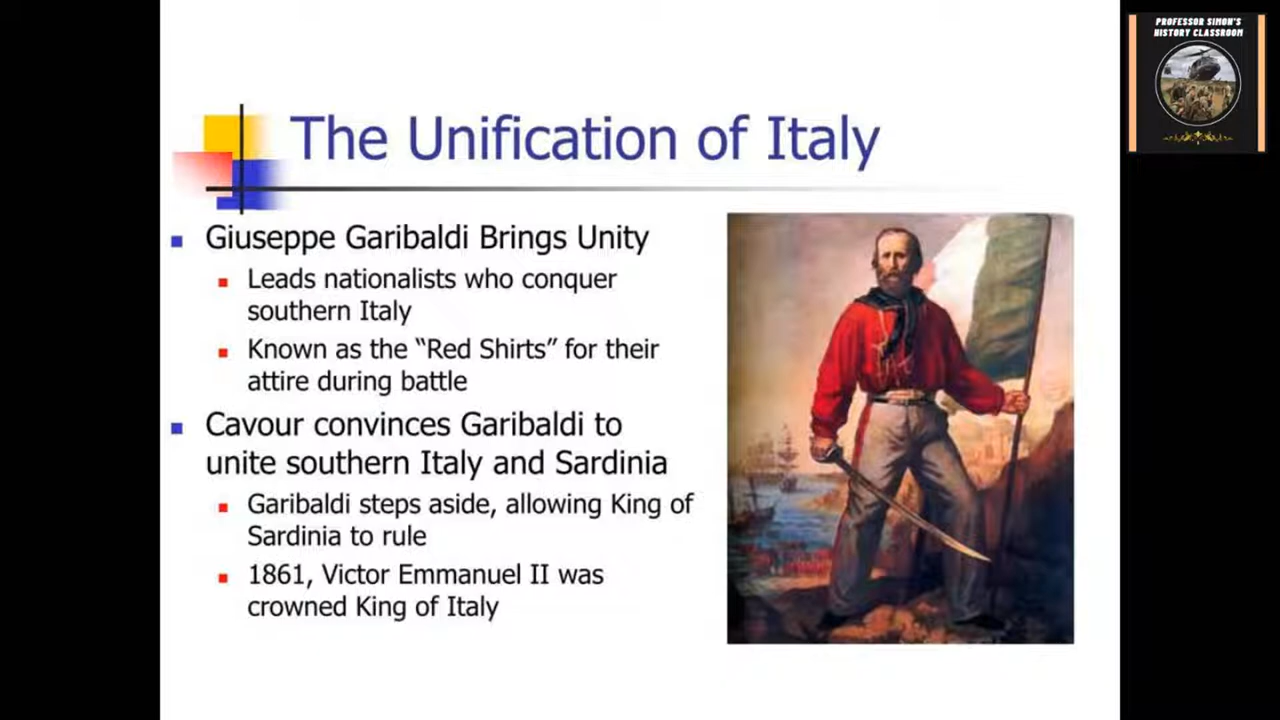 PROFESSOR SIMON'S
HISTORY CLASSROOM
The Unification of Italy
Giuseppe Garibaldi Brings Unity
Leads nationalists who conquer
southern Italy
Known as the “Red Shirts” for their
attire during battle
Cavour convinces Garibaldi to
unite southern Italy and Sardinia
Garibaldi steps aside, allowing King of
Sardinia to rule
1861, Victor Emmanuel II was
crowned King of Italy